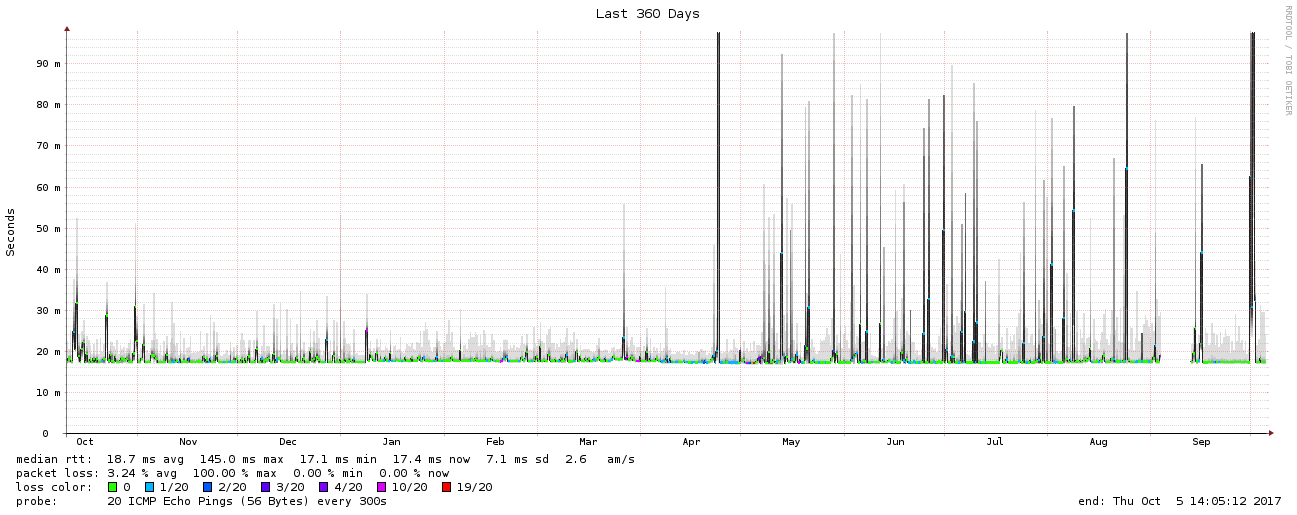 Last 360 Days
RRDTOOL / TOBI OETIKER
Seconds
90 m
80 m
70 m
60 m
50 m
40 m
30 m
20 m
10 m
0
Oct Nov Dec Jan Feb Mar Apr May Jun Jul Aug Sep
median rtt: 18.7 ms avg 145.0 ms max 17.1 ms min 17.4 ms now 7.1 ms sd 2.6 am/s
packet loss: 3.24 % avg 100.00 % max 0.00 % min 0.00 % now
loss color: 0 1/20 2/20 3/20 4/20 10/20 19/20
probe: 20 ICMP Echo Pings (56 Bytes) every 300s end: Thu Oct 5 14:05:12 2017